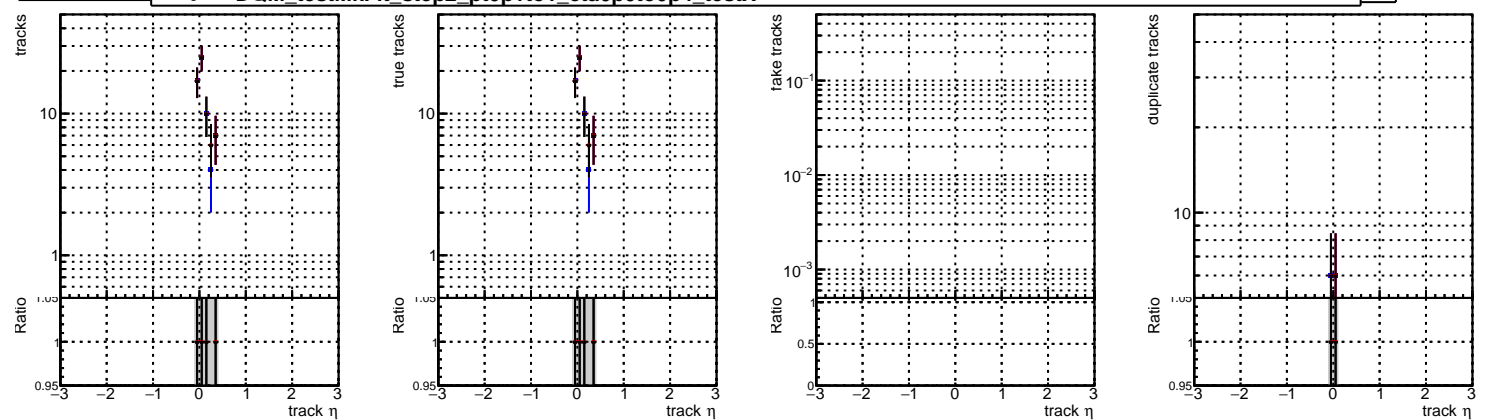 tracks
10
1
1.05
Ratio
1
0.95
−3 −2 −1 0 1 2 3
track η
true tracks
10
1
1.05
Ratio
1
0.95
−3 −2 −1 0 1 2 3
track η
fake tracks
10−1
10−2
10−3
Ratio
1
0.5
0
−3 −2 −1 0 1 2 3
track η
duplicate tracks
10
1.05
Ratio
1
0.95
−3 −2 −1 0 1 2 3
track η